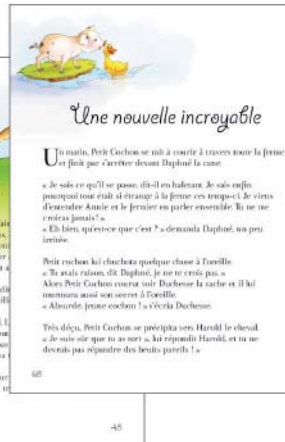 Une nouvelle incroyable
Un matin, Petit Cochon se mit à courir à travers toute la ferme
et finit par s'arrêter devant Daphné la cane.
« Je sais ce qu'il se passe, dit-il en haletant. Je sais enfin
pourquoi tout était si étrange à la ferme ces temps-ci. Je viens
d'entendre Annie et le fermier en parler ensemble. Tu ne me
croiras jamais ! »
« Eh bien, qu'est-ce que c'est ? » demanda Daphné, un peu
irritée.
Petit cochon lui chuchota quelque chose à l'oreille.
« Tu avais raison, dit Daphné, je ne te crois pas. »
Alors Petit Cochon courut voir Duchesse la vache et il lui
murmura aussi son secret à l'oreille.
« Absurde, jeune cochon ! » s'écria Duchesse.
Très déçu, Petit Cochon se précipita vers Harold le cheval.
« Je suis sûr que tu as tort », lui répondit Harold, et tu ne
devrais pas répandre des bruits pareils ! »
68